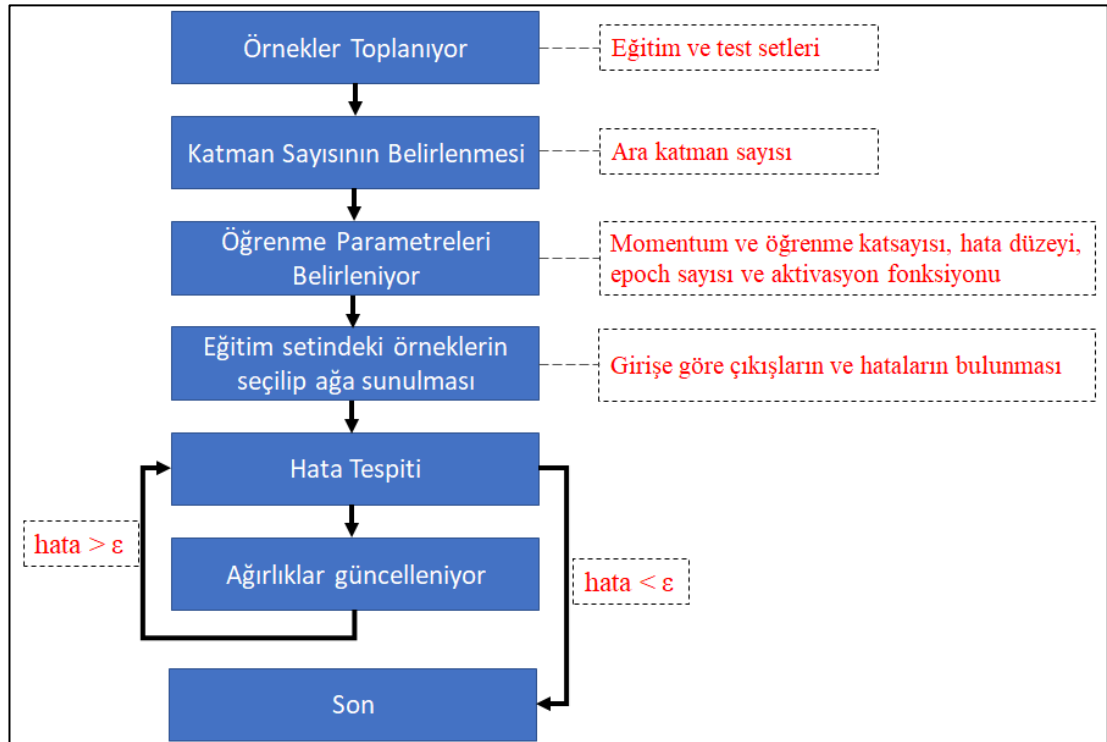 Örnekler Toplanıyor
Eğitim ve test setleri
Katman Sayısının Belirlenmesi
Ara katman sayısı
Öğrenme Parametreleri
Belirleniyor
Momentum ve öğrenme katsayısı, hata düzeyi,
epoch sayısı ve aktivasyon fonksiyonu
Eğitim setindeki örneklerin
seçilip ağa sunulması
Girişe göre çıkışların ve hataların bulunması
Hata Tespiti
hata > ε
Ağırlıklar güncelleniyor
hata < ε
Son